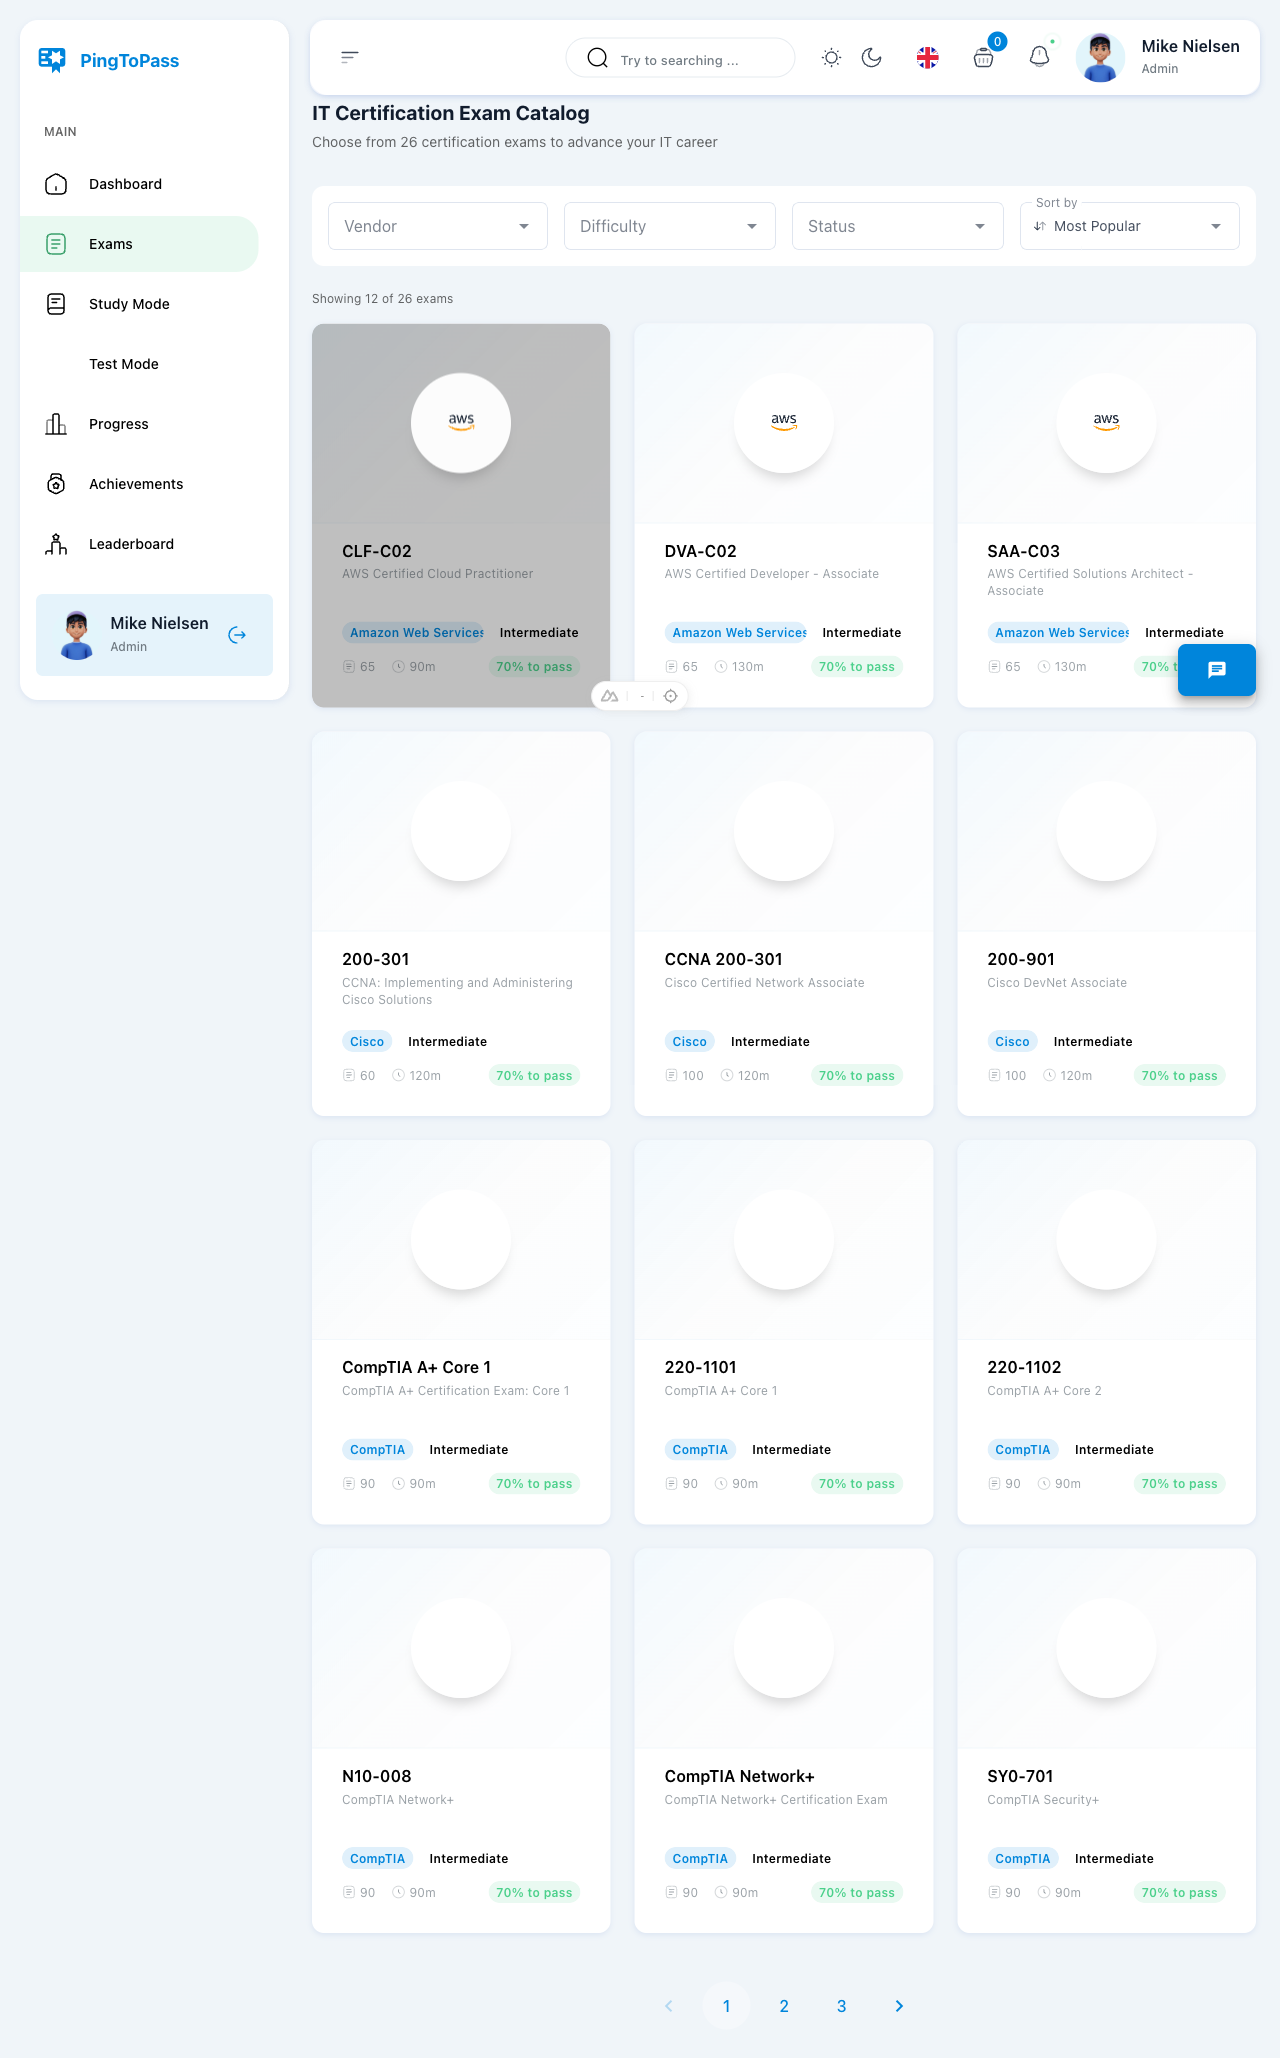 PingToPass
MAIN
Dashboard
Exams
Study Mode
Test Mode
Progress
Achievements
Leaderboard
Mike Nielsen
Admin
Try to searching ...
0
Mike Nielsen
Admin
IT Certification Exam Catalog
Choose from 26 certification exams to advance your IT career
Vendor
Difficulty
Status
Sort by
Most Popular
Showing 12 of 26 exams
aws
CLF-C02
AWS Certified Cloud Practitioner
Amazon Web Services
Intermediate
65
90m
70% to pass
aws
DVA-C02
AWS Certified Developer - Associate
Amazon Web Services
Intermediate
65
130m
70% to pass
aws
SAA-C03
AWS Certified Solutions Architect -
Associate
Amazon Web Services
Intermediate
65
130m
70% t
-
200-301
CCNA: Implementing and Administering
Cisco Solutions
Cisco
Intermediate
60
120m
70% to pass
CCNA 200-301
Cisco Certified Network Associate
Cisco
Intermediate
100
120m
70% to pass
200-901
Cisco DevNet Associate
Cisco
Intermediate
100
120m
70% to pass
CompTIA A+ Core 1
CompTIA A+ Certification Exam: Core 1
CompTIA
Intermediate
90
90m
70% to pass
220-1101
CompTIA A+ Core 1
CompTIA
Intermediate
90
90m
70% to pass
220-1102
CompTIA A+ Core 2
CompTIA
Intermediate
90
90m
70% to pass
N10-008
CompTIA Network+
CompTIA
Intermediate
90
90m
70% to pass
CompTIA Network+
CompTIA Network+ Certification Exam
CompTIA
Intermediate
90
90m
70% to pass
SY0-701
CompTIA Security+
CompTIA
Intermediate
90
90m
70% to pass
1
2
3